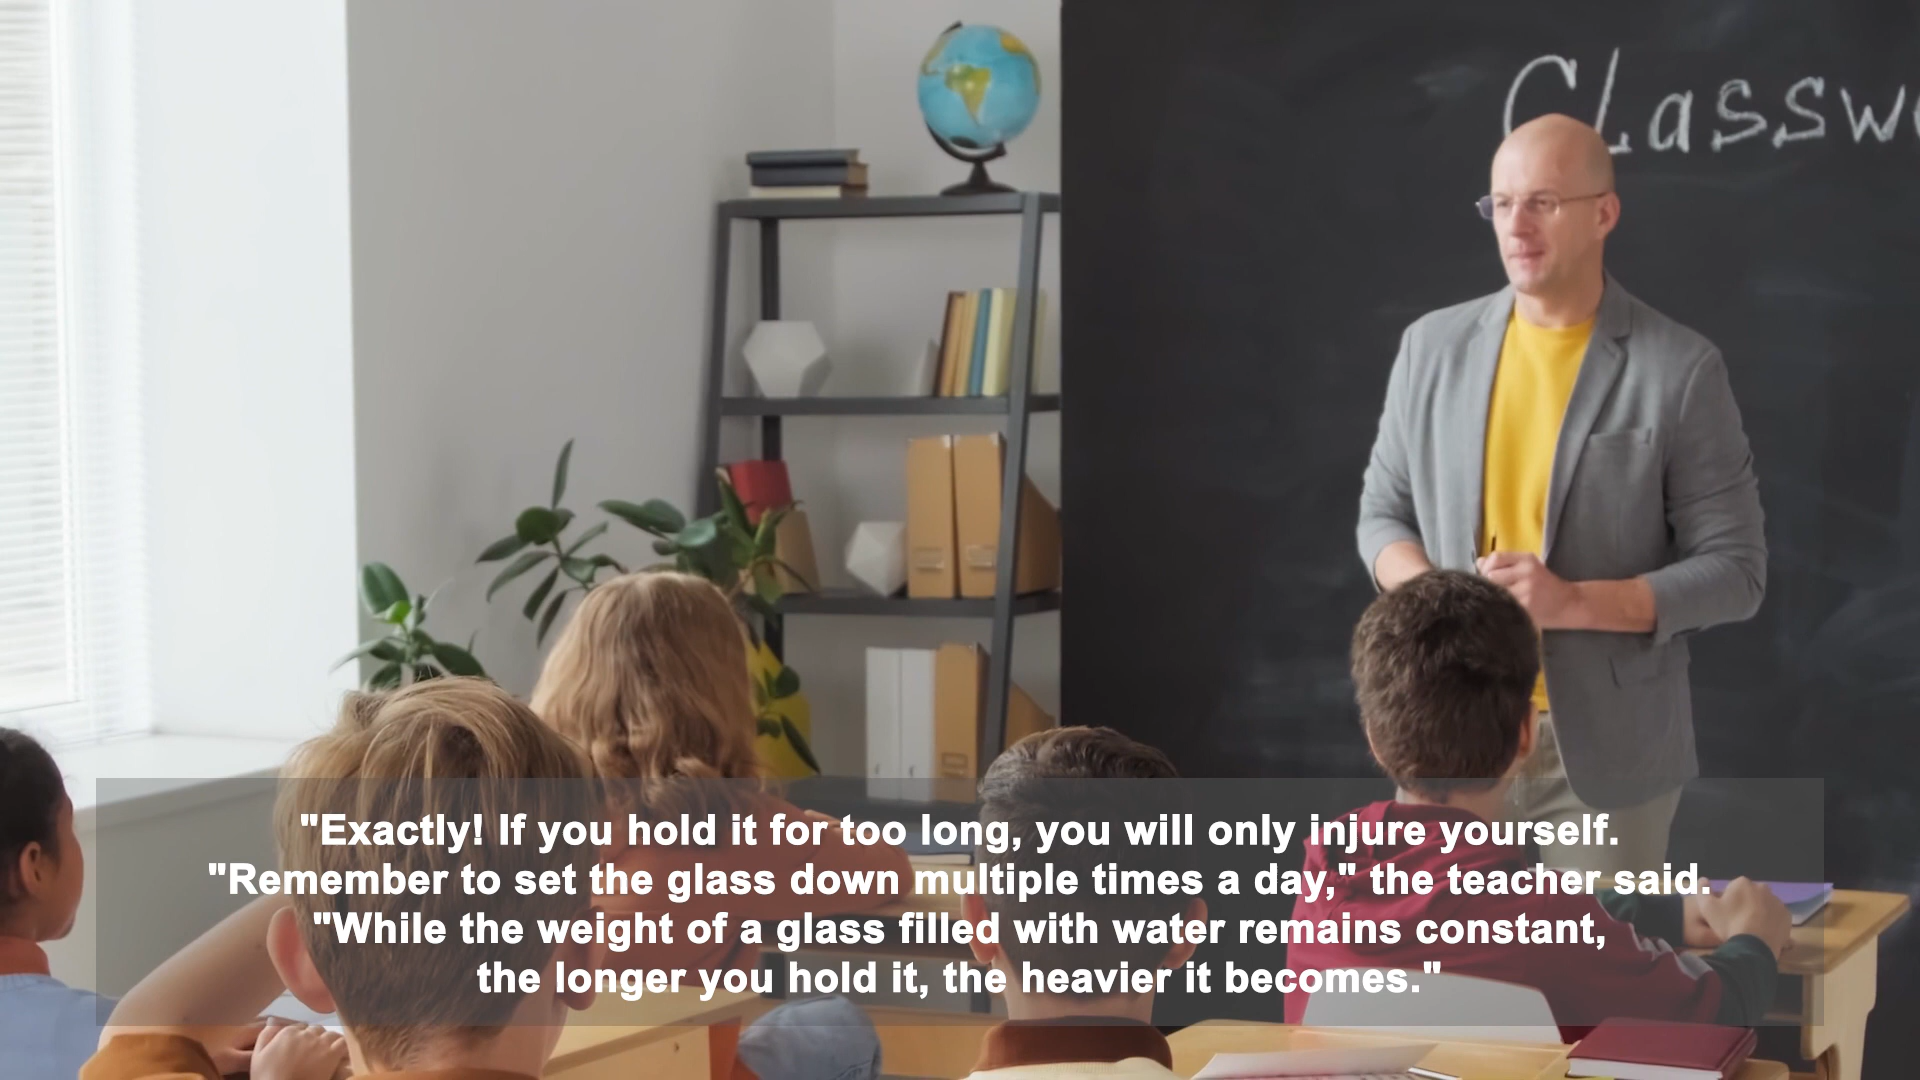 Classw
"Exactly! If you hold it for too long, you will only injure yourself.
"Remember to set the glass down multiple times a day," the teacher said.
"While the weight of a glass filled with water remains constant,
the longer you hold it, the heavier it becomes."